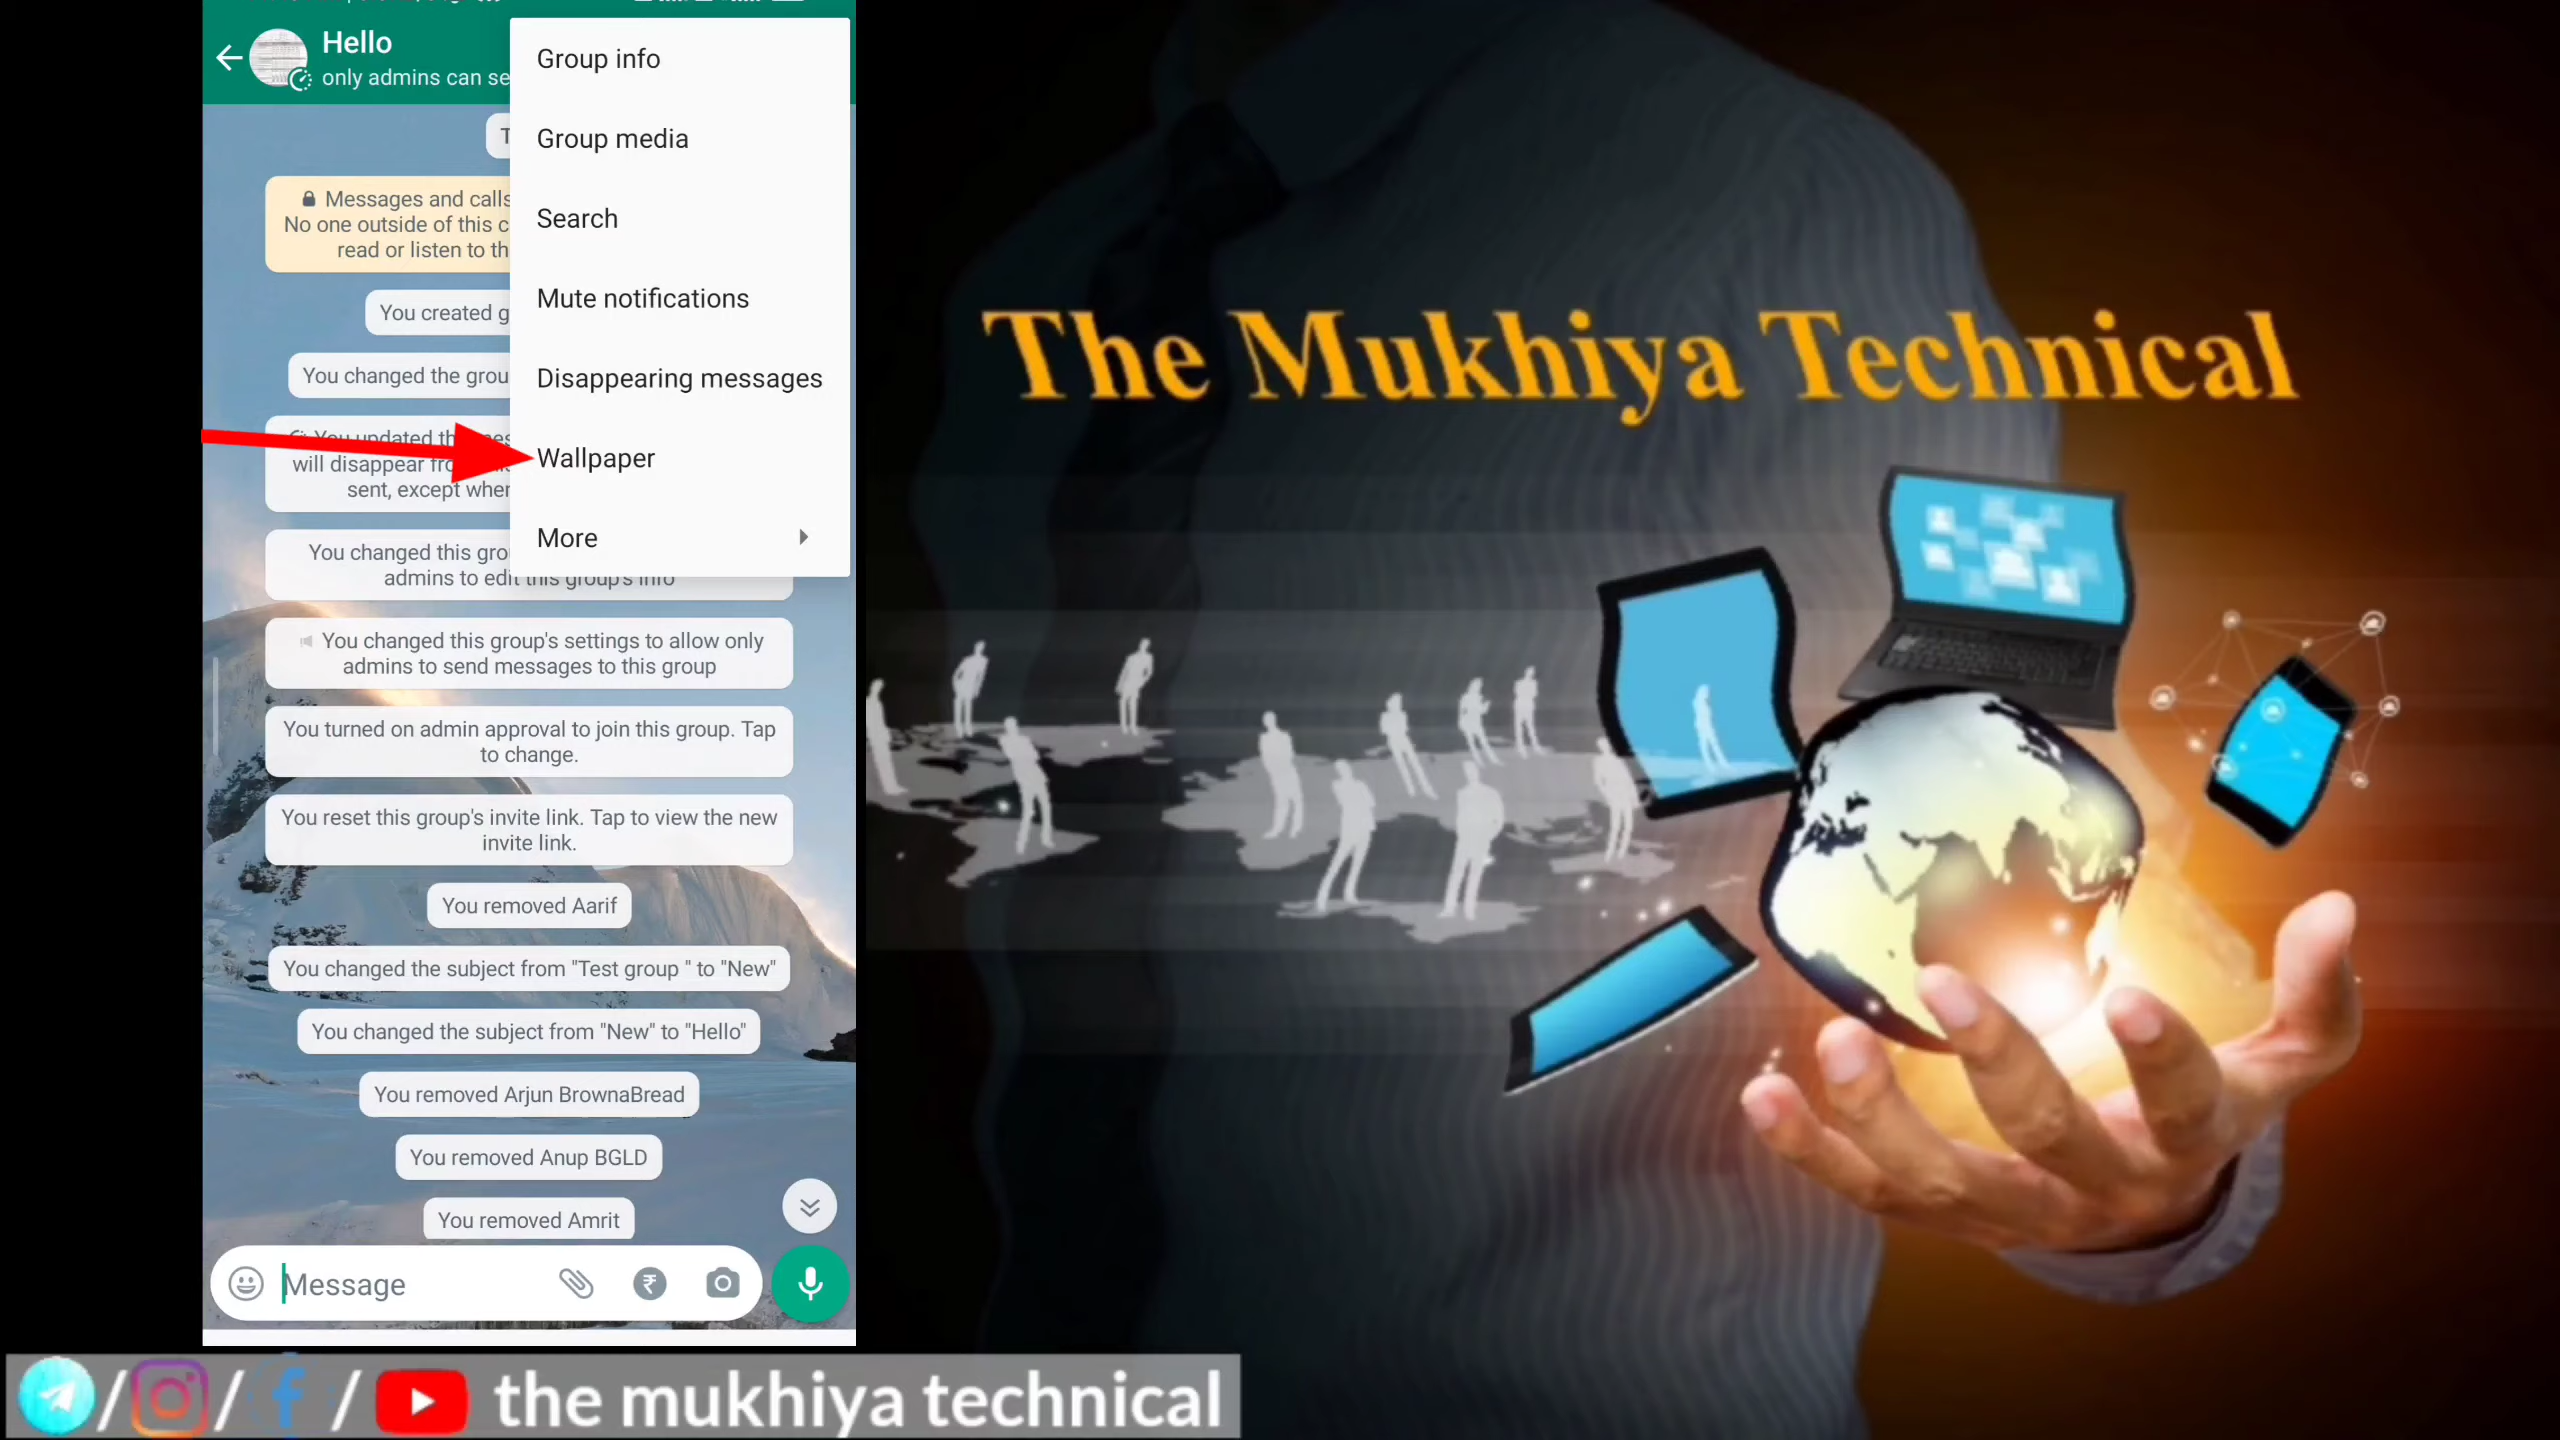 Hello
only admins can se
Group info
Group media
Search
Mute notifications
Disappearing messages
Wallpaper
More
T
Messages and calls
No one outside of this c
read or listen to th
You created g
You changed the grou
You updated th mes
will disappear fro
sent, except wher
You changed this gro
admins to edit this group's info
You changed this group's settings to allow only
admins to send messages to this group
You turned on admin approval to join this group. Tap
to change.
You reset this group's invite link. Tap to view the new
invite link.
You removed Aarif
You changed the subject from "Test group " to "New"
You changed the subject from "New" to "Hello"
You removed Arjun BrownaBread
You removed Anup BGLD
You removed Amrit
Message
The Mukhiya Technical
/ / / the mukhiya technical